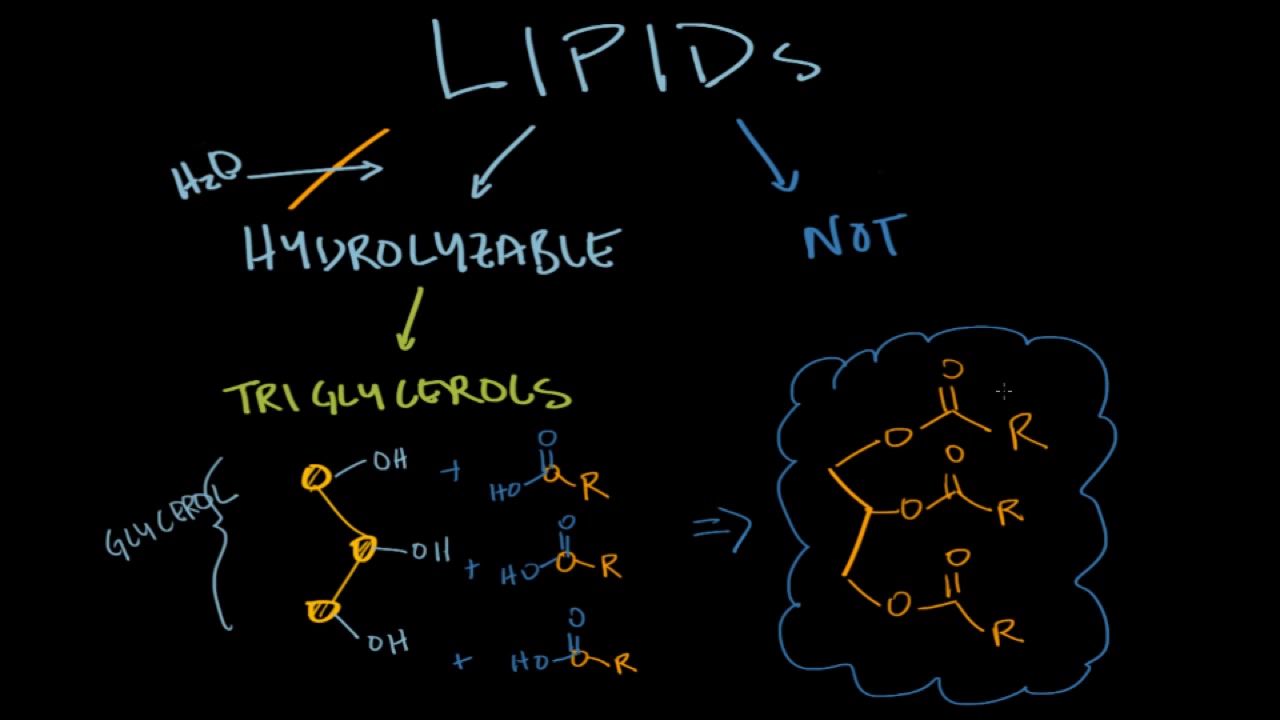 LIPIDs
H₂O
HYDROLYZABLE
NOT
TRIGLYCEROLS
GLYCEROL
OH + HO O R
OH + HO O R
OH + HO O R
⇒
O O R
O O R
O O R